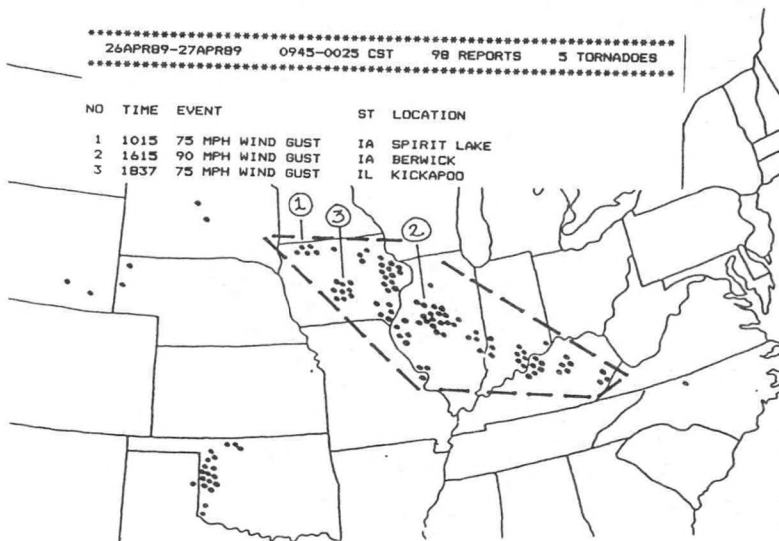 26APR89-27APR89 0945-0025 CST 98 REPORTS 5 TORNADOES
NO TIME EVENT ST LOCATION
1 1015 75 MPH WIND GUST IA SPIRIT LAKE
2 1615 90 MPH WIND GUST IA BERWICK
3 1837 75 MPH WIND GUST IL KICKAPOO
1 3 2